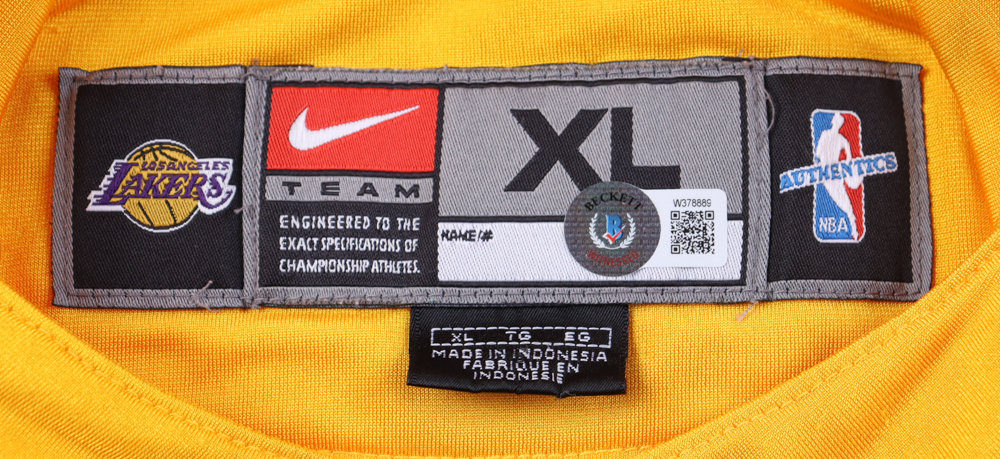 LOS ANGELES
LAKERS
TEAM
ENGINEERED TO THE
EXACT SPECIFICATIONS OF
CHAMPIONSHIP ATHLETES.
XL
NAME/#
BECKETT
B
W378889
AUTHENTICS
NBA
XL TG EG
MADE IN INDONESIA
FABRIQUE EN
INDONESIE